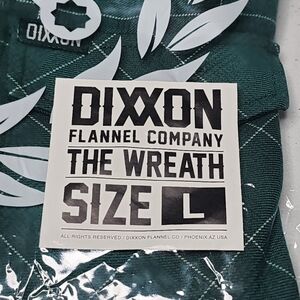 DIXXON
DIXXON
FLANNEL COMPANY
THE WREATH
SIZE L
ALL RIGHTS RESERVED / DIXXON FLANNEL CO / PHOENIX, AZ USA